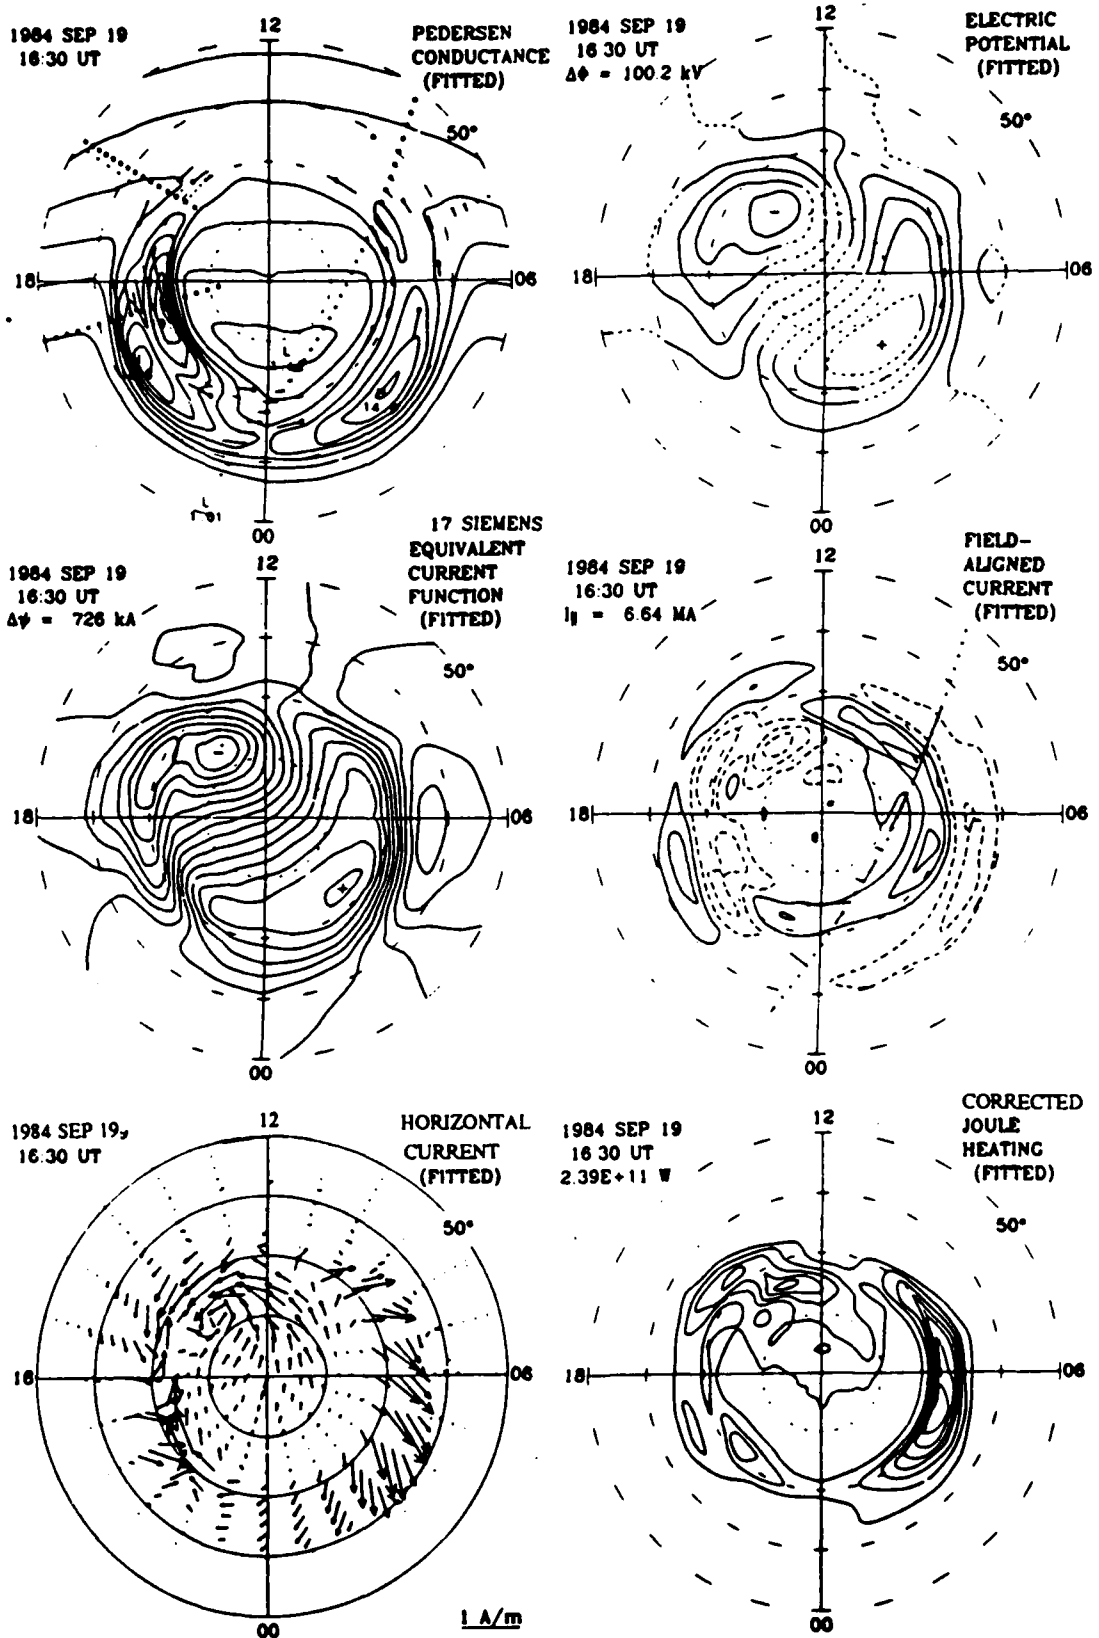 1984 SEP 19
16:30 UT
12
PEDERSEN
CONDUCTANCE
(FITTED)
50°
18
06
L
14
L
00
17 SIEMENS
1984 SEP 19
16 30 UT
ΔΦ = 100.2 kV
12
ELECTRIC
POTENTIAL
(FITTED)
50°
18
06
00
1984 SEP 19
16:30 UT
Δψ = 726 kA
12
EQUIVALENT
CURRENT
FUNCTION
(FITTED)
50°
18
06
00
1984 SEP 19
16:30 UT
I∥ = 6.64 MA
12
FIELD-
ALIGNED
CURRENT
(FITTED)
50°
18
06
00
1984 SEP 19
16:30 UT
12
HORIZONTAL
CURRENT
(FITTED)
50°
18
06
00
1 A/m
1984 SEP 19
16 30 UT
2.39E+11 W
12
CORRECTED
JOULE
HEATING
(FITTED)
50°
18
06
00